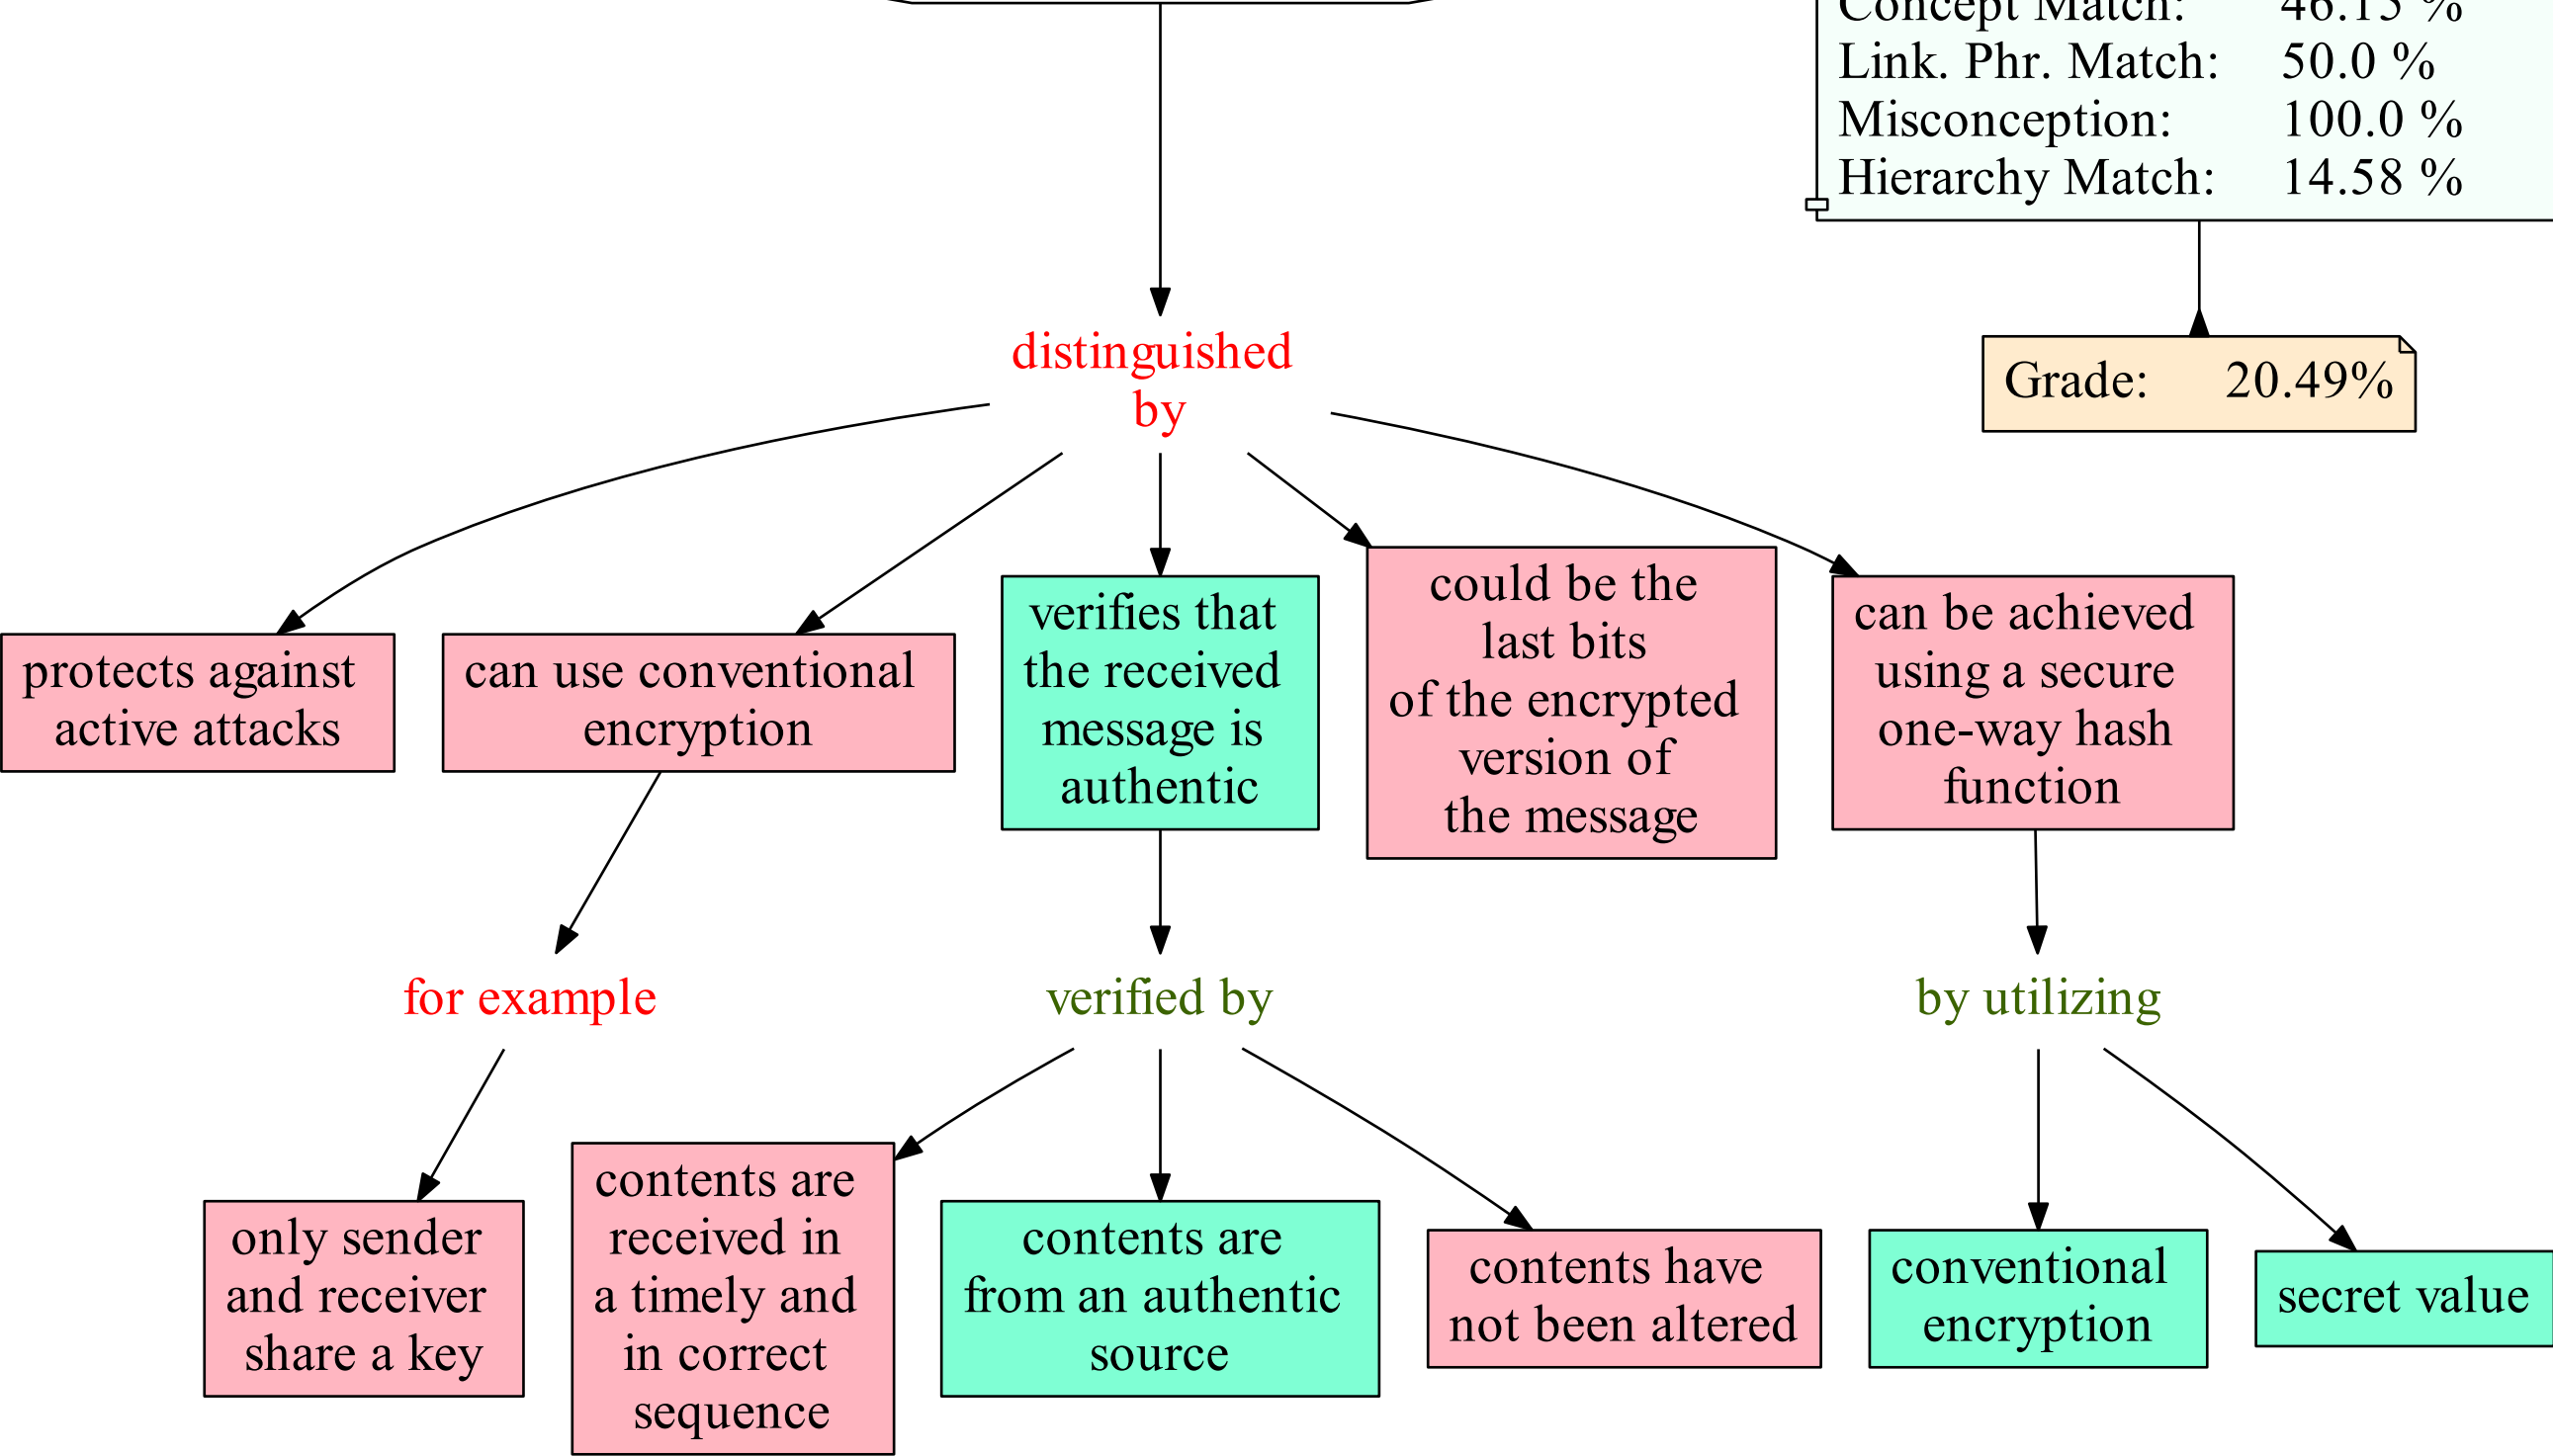 Concept Match: 46.15 %
Link. Phr. Match: 50.0 %
Misconception: 100.0 %
Hierarchy Match: 14.58 %
Grade: 20.49%
distinguished
by
protects against
active attacks
can use conventional
encryption
verifies that
the received
message is
authentic
could be the
last bits
of the encrypted
version of
the message
can be achieved
using a secure
one-way hash
function
for example
verified by
by utilizing
only sender
and receiver
share a key
contents are
received in
a timely and
in correct
sequence
contents are
from an authentic
source
contents have
not been altered
conventional
encryption
secret value